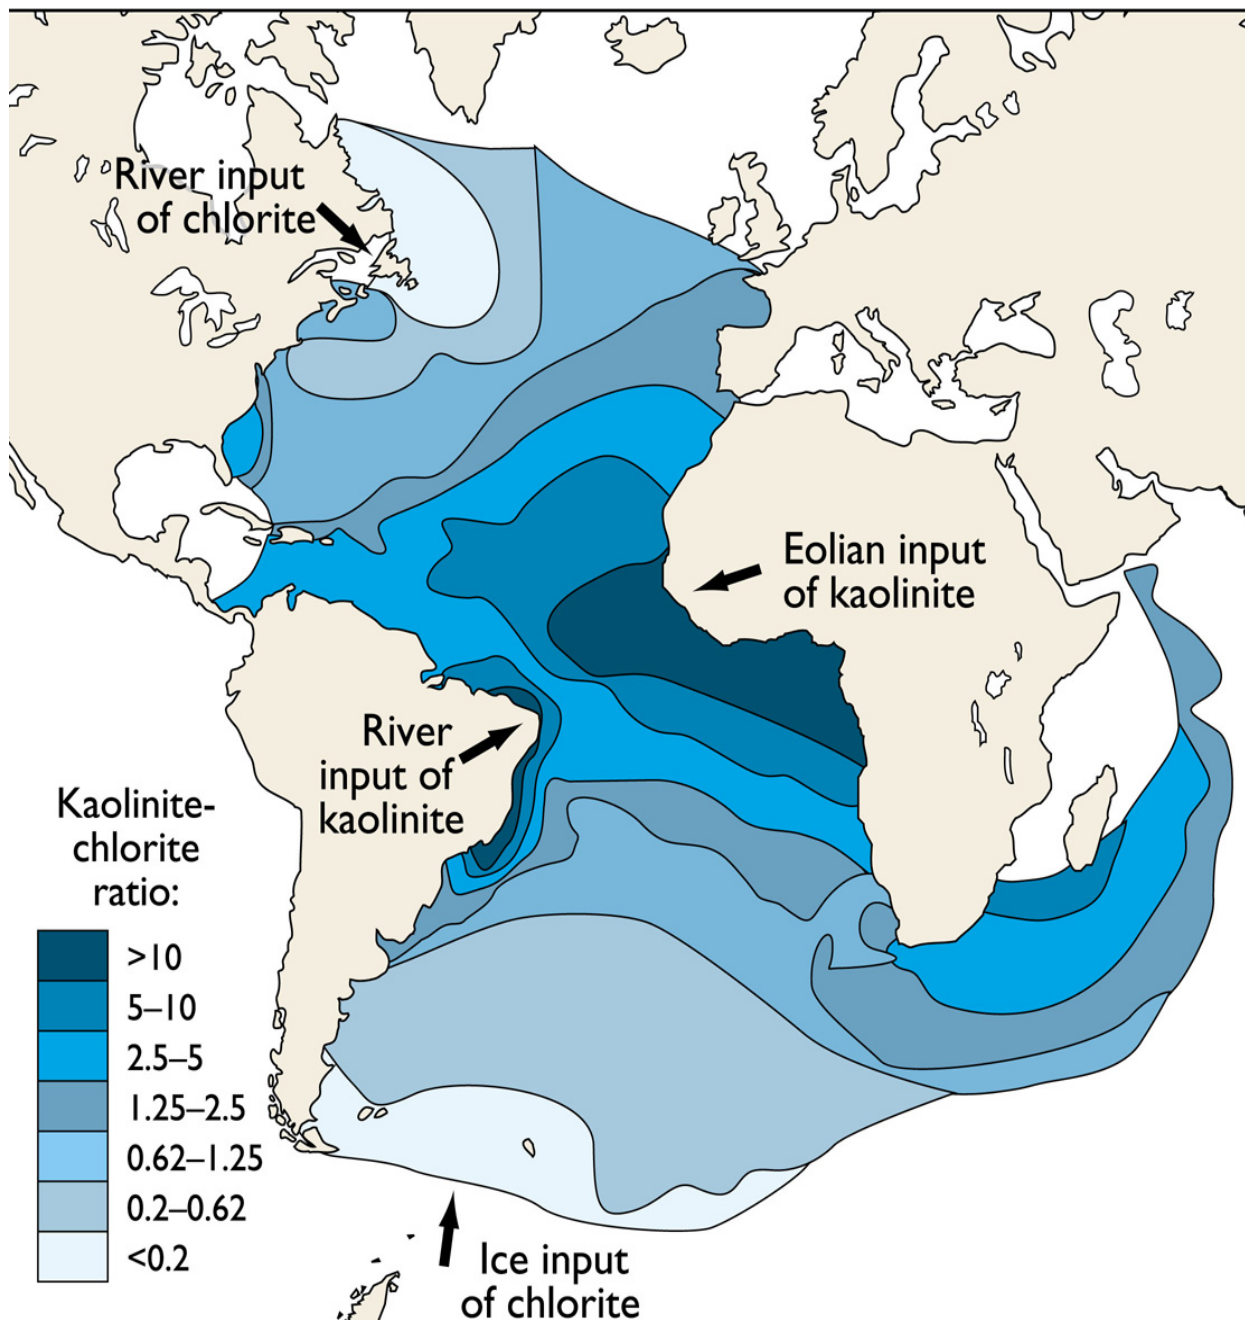 River input
of chlorite
Eolian input
of kaolinite
River
input of
kaolinite
Kaolinite-
chlorite
ratio:
>10
5–10
2.5–5
1.25–2.5
0.62–1.25
0.2–0.62
<0.2
Ice input
of chlorite